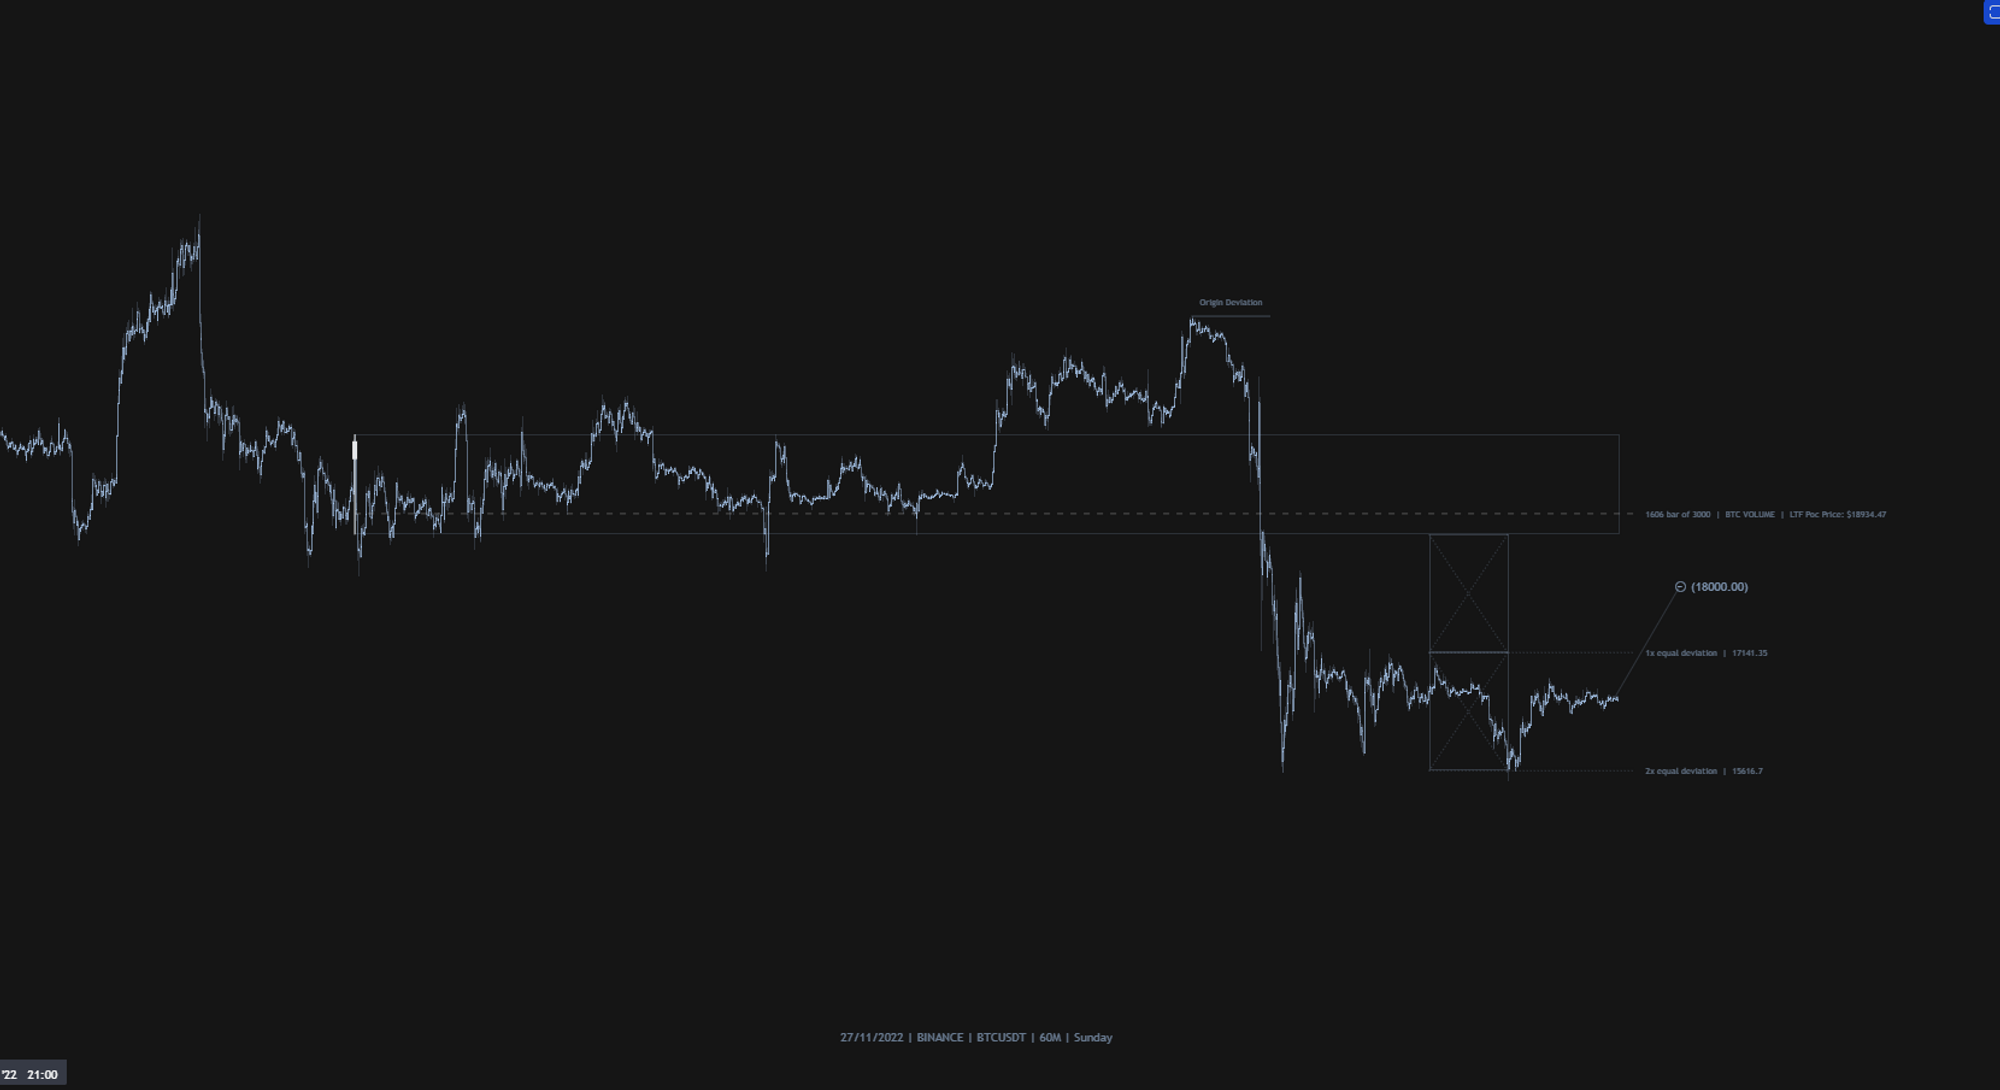 Origin Deviation
1606 bar of 3000 | BTC VOLUME | LTF Poc Price: $18934.47
(18000.00)
1x equal deviation | 17141.35
2x equal deviation | 15616.7
27/11/2022 | BINANCE | BTCUSDT | 60M | Sunday
'22 21:00